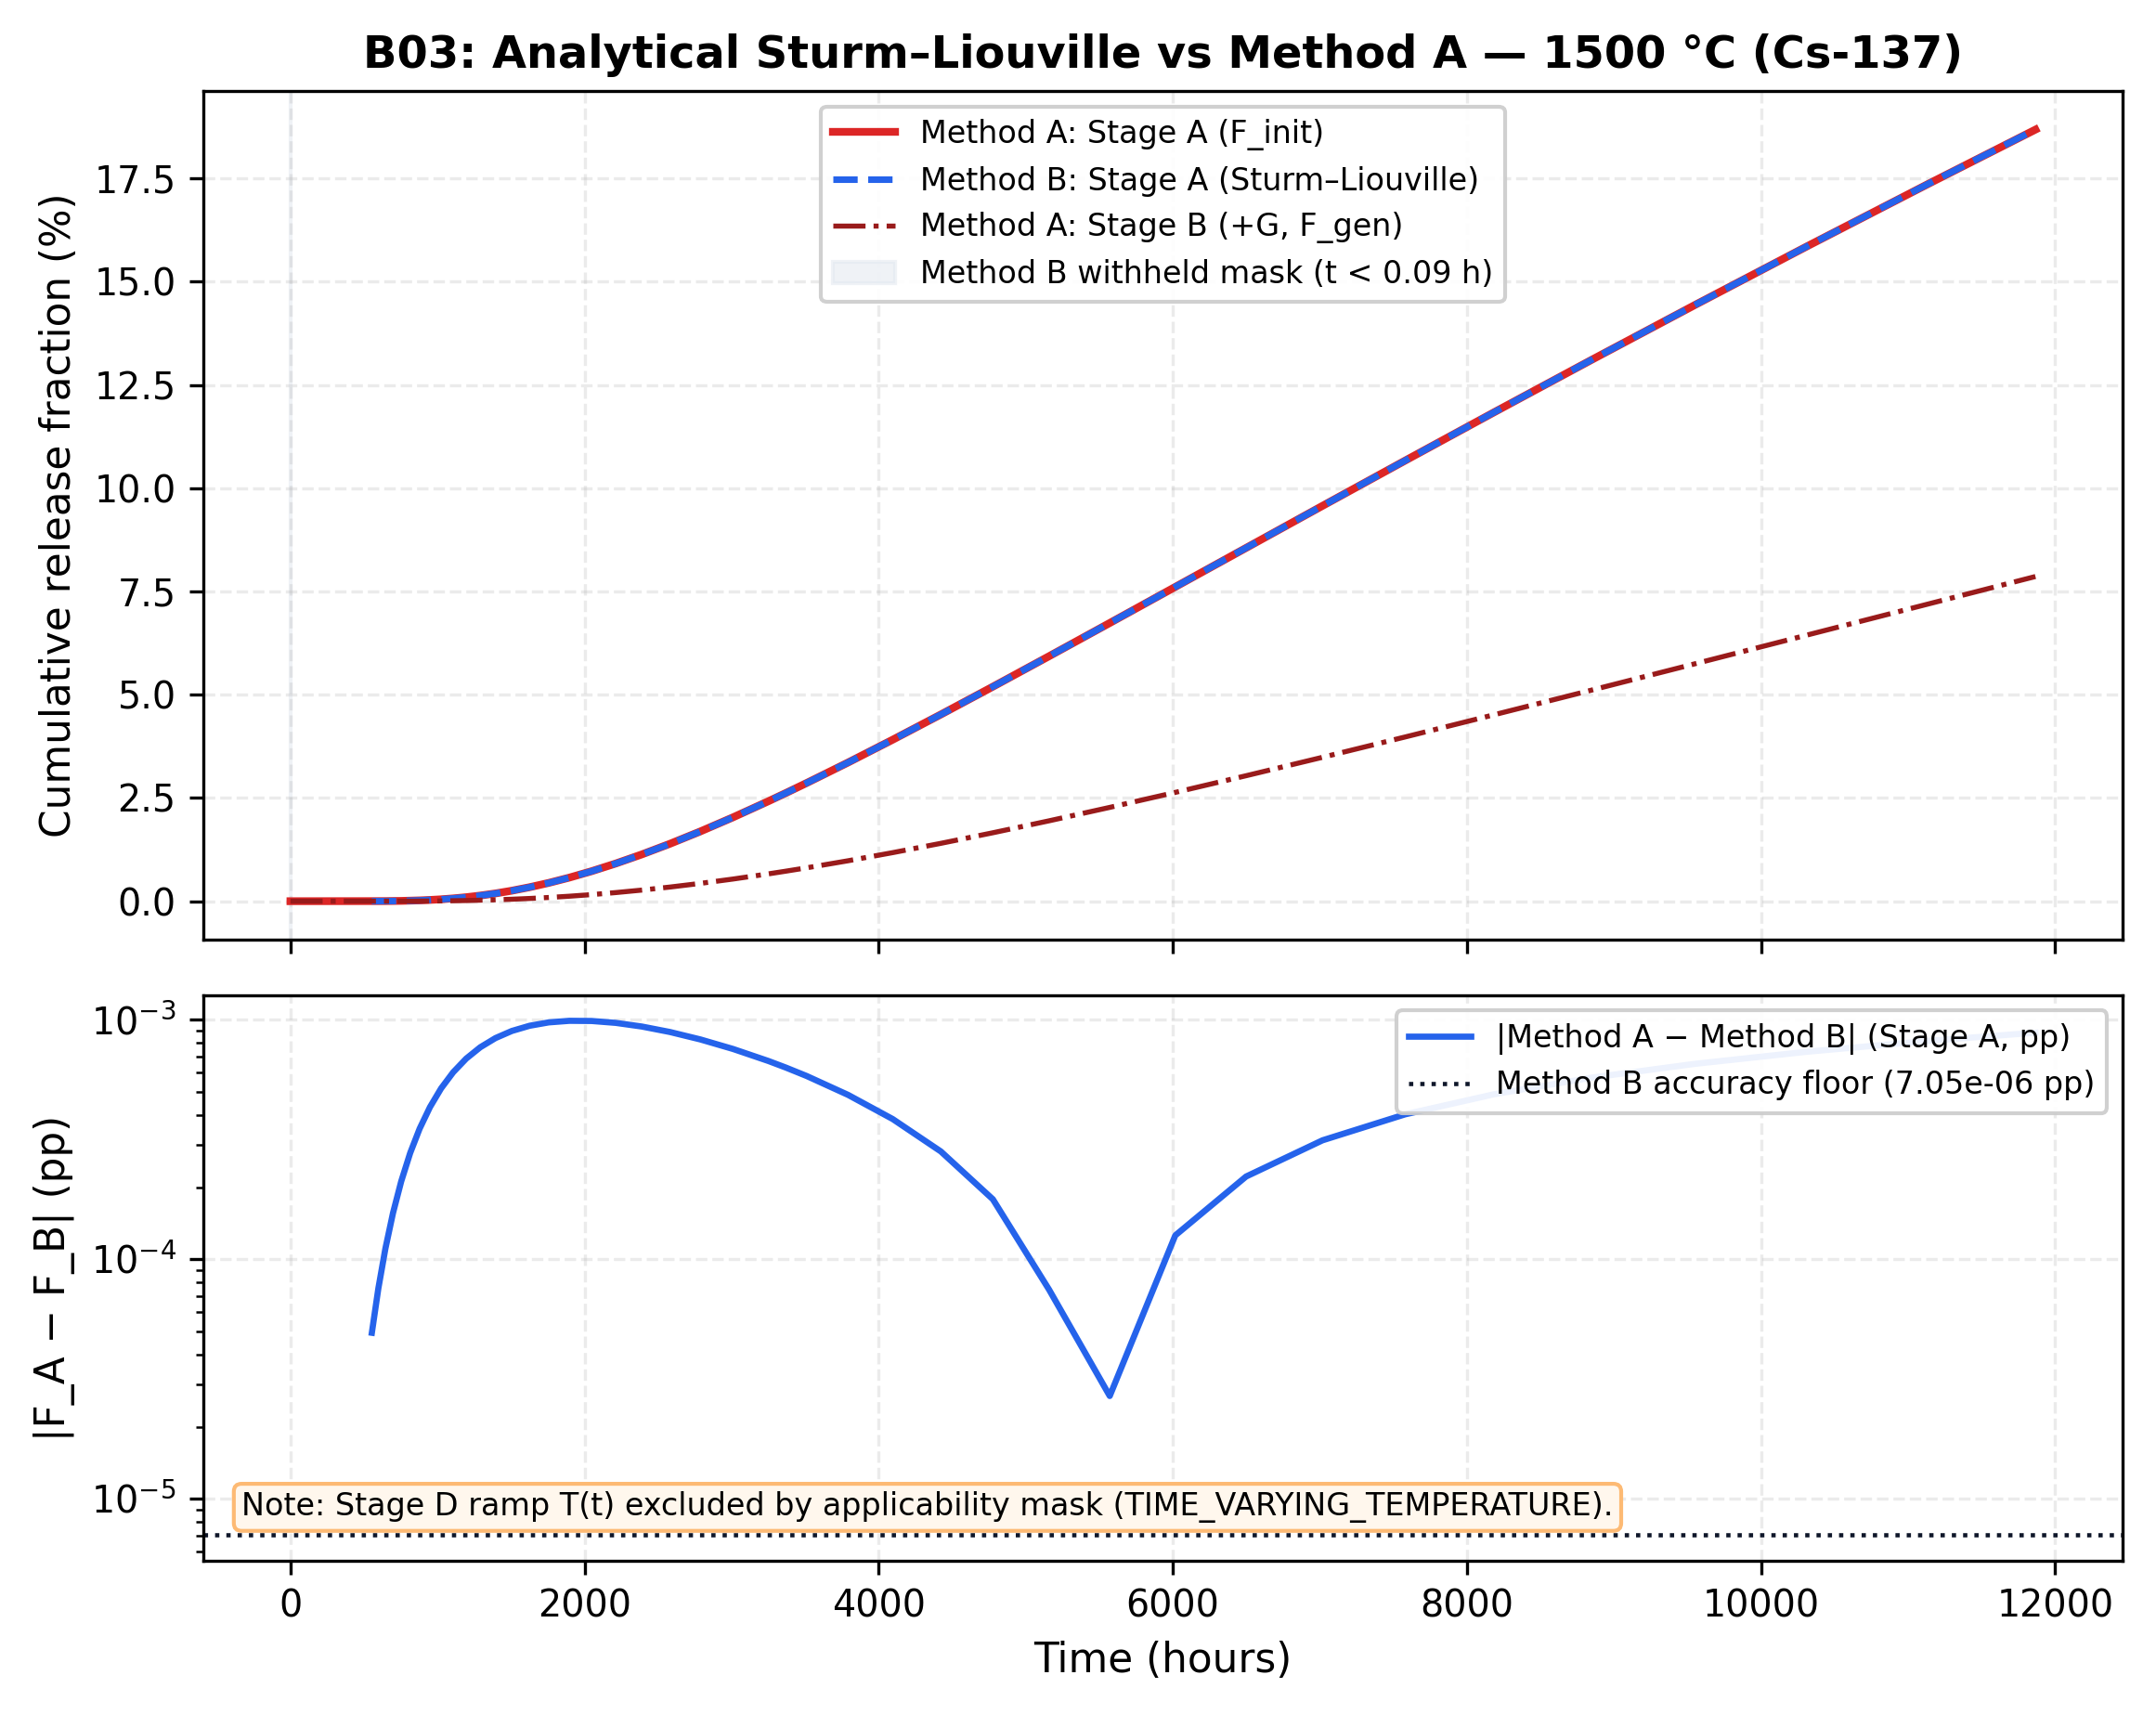 B03: Analytical Sturm–Liouville vs Method A — 1500 °C (Cs-137)
Cumulative release fraction (%)
17.5
15.0
12.5
10.0
7.5
5.0
2.5
0.0
Method A: Stage A (F_init)
Method B: Stage A (Sturm–Liouville)
Method A: Stage B (+G, F_gen)
Method B withheld mask (t < 0.09 h)
|F_A − F_B| (pp)
10⁻³
10⁻⁴
10⁻⁵
|Method A − Method B| (Stage A, pp)
Method B accuracy floor (7.05e-06 pp)
Note: Stage D ramp T(t) excluded by applicability mask (TIME_VARYING_TEMPERATURE).
0 2000 4000 6000 8000 10000 12000
Time (hours)